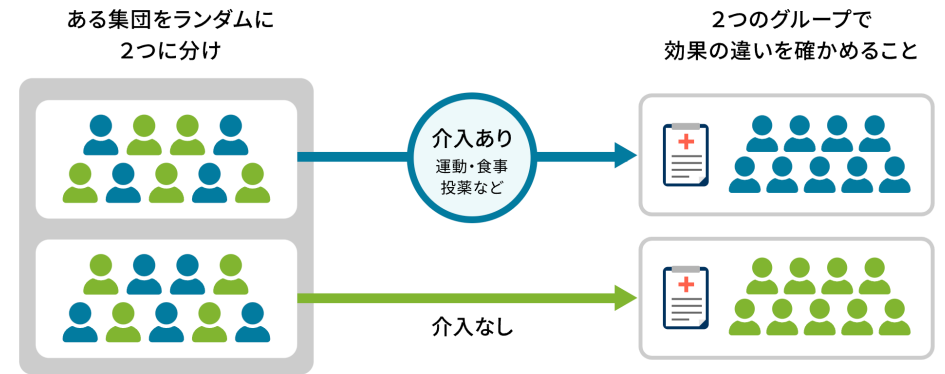 ある集団をランダムに
２つに分け
２つのグループで
効果の違いを確かめること
介入あり
運動・食事
投薬など
介入なし